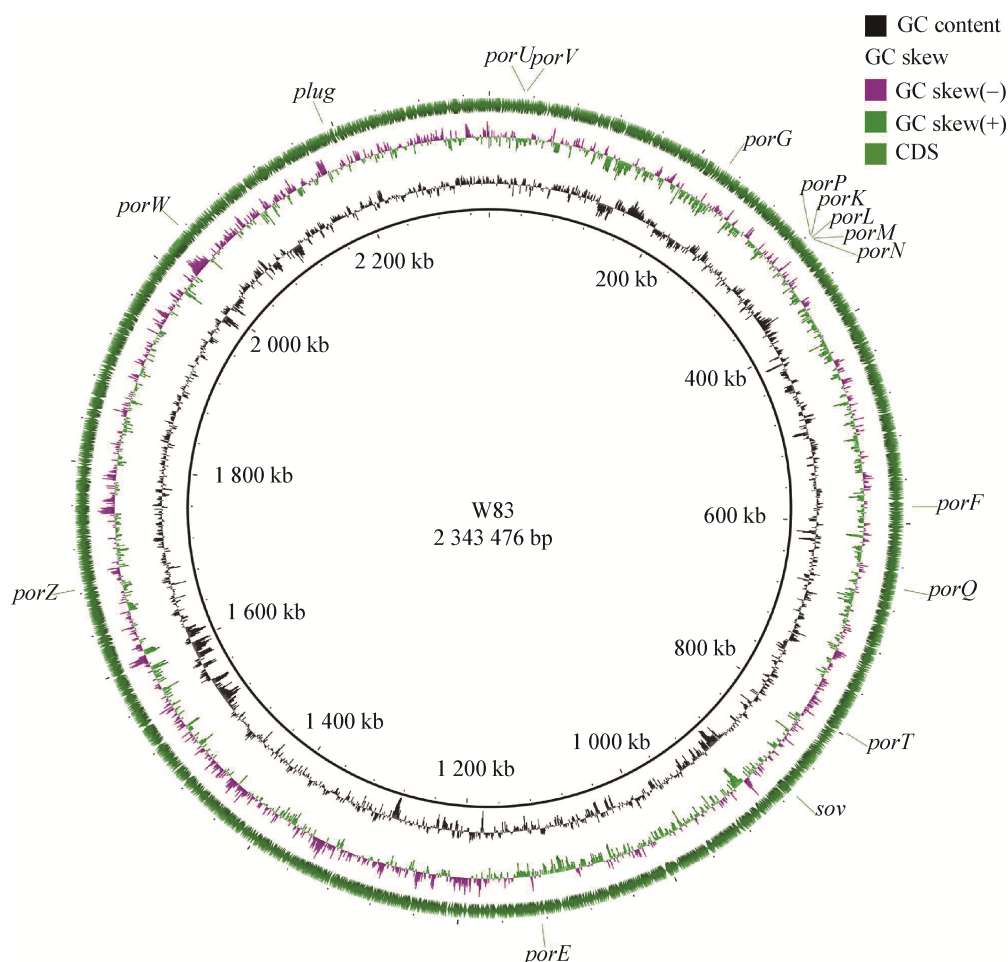 GC content
GC skew
GC skew(−)
GC skew(+)
CDS
porUporV
plug
porG
porP
porK
porL
porM
porN
porW
porF
porQ
porZ
porT
sov
porE
2 200 kb
200 kb
2 000 kb
400 kb
1 800 kb
600 kb
W83
2 343 476 bp
1 600 kb
800 kb
1 400 kb
1 000 kb
1 200 kb